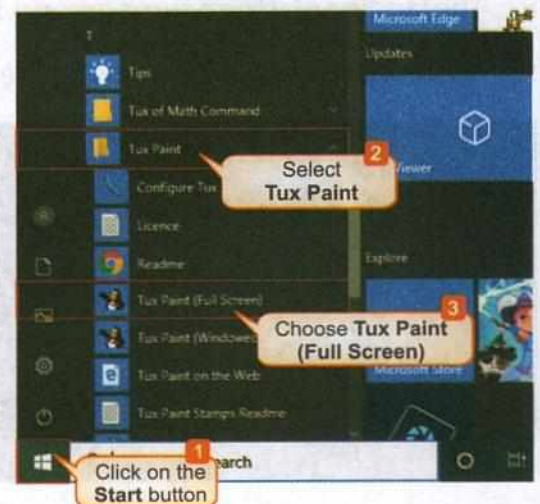 Microsoft Edge
T
Updates
Tips
Tux of Math Command
Tux Paint
2
Select
Tux Paint
Viewer
Configure Tux
Licence
Readme
Explore
Tux Paint (Full Screen)
3
Choose Tux Paint
(Full Screen)
Tux Paint (Windowed
Microsoft Store
Tux Paint on the Web
Tux Paint Stamps Readme
1
Click on the
Start button
earch